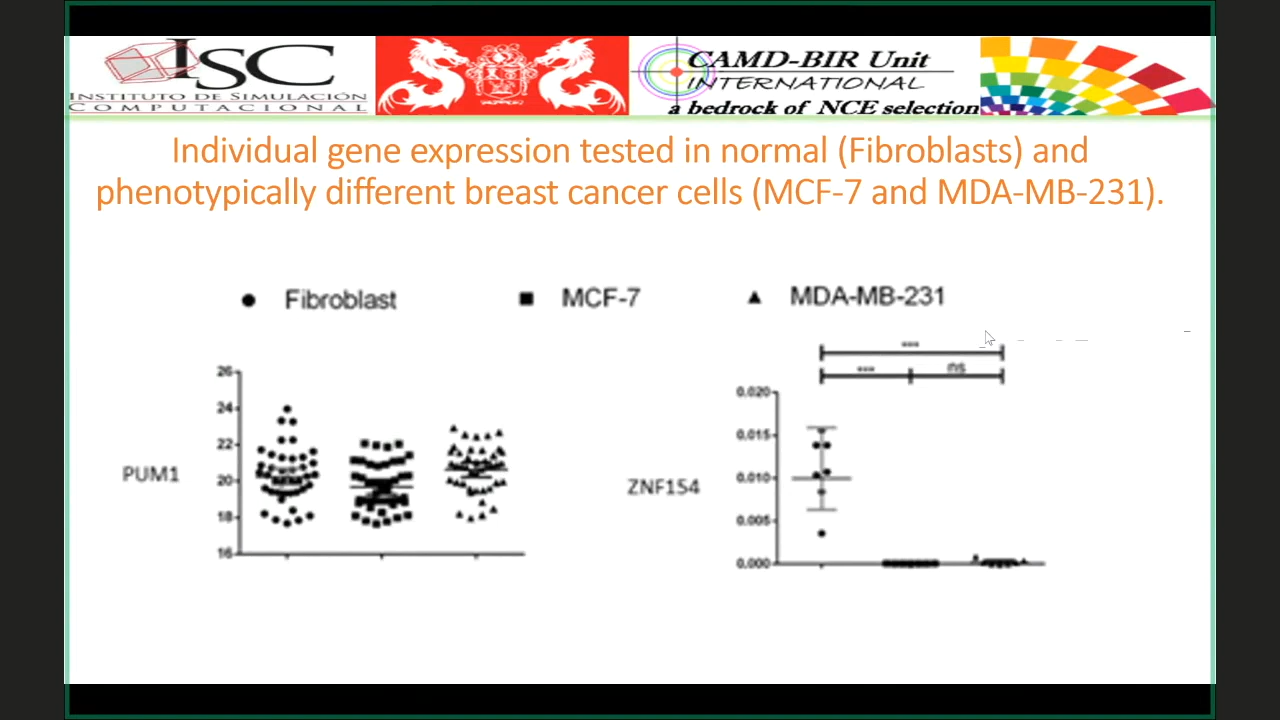 ISC
INSTITUTO DE SIMULACIÓN
COMPUTACIONAL
CAMD-BIR Unit
INTERNATIONAL
a bedrock of NCE selection
Individual gene expression tested in normal (Fibroblasts) and
phenotypically different breast cancer cells (MCF-7 and MDA-MB-231).
Fibroblast MCF-7 MDA-MB-231
PUM1
26
24
22
20
18
16
ZNF154
***
*** ns
0.020
0.015
0.010
0.005
0.000